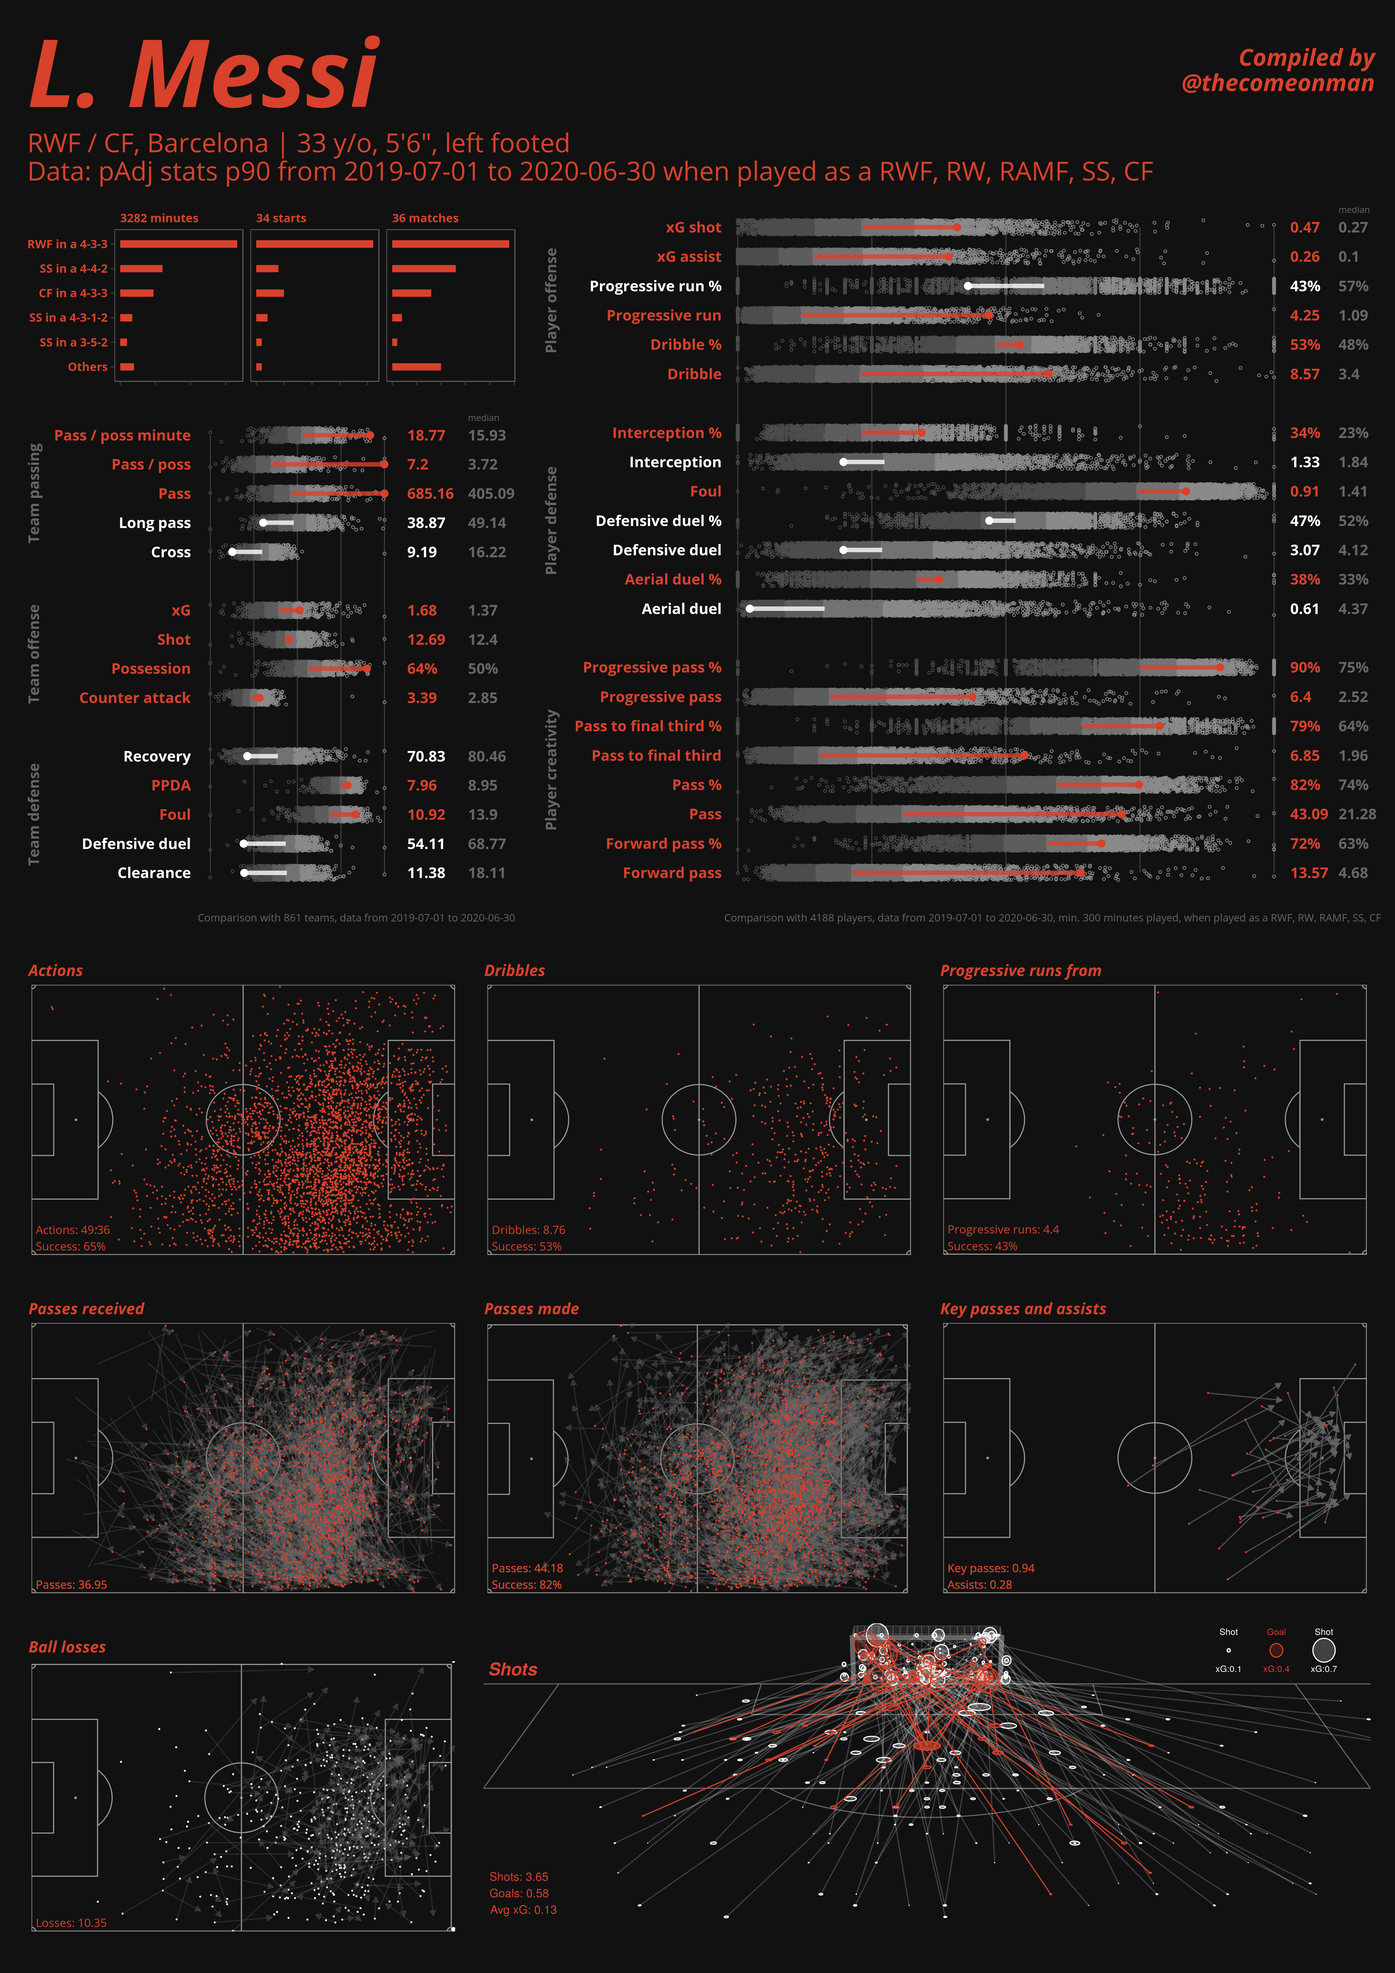 L. Messi
Compiled by
@thecomeonman
RWF / CF, Barcelona | 33 y/o, 5'6", left footed
Data: pAdj stats p90 from 2019-07-01 to 2020-06-30 when played as a RWF, RW, RAMF, SS, CF
3282 minutes 34 starts 36 matches
RWF in a 4-3-3
SS in a 4-4-2
CF in a 4-3-3
SS in a 4-3-1-2
SS in a 3-5-2
Others
median
Team passing
Pass / poss minute 18.77 15.93
Pass / poss 7.2 3.72
Pass 685.16 405.09
Long pass 38.87 49.14
Cross 9.19 16.22
Team offense
xG 1.68 1.37
Shot 12.69 12.4
Possession 64% 50%
Counter attack 3.39 2.85
Team defense
Recovery 70.83 80.46
PPDA 7.96 8.95
Foul 10.92 13.9
Defensive duel 54.11 68.77
Clearance 11.38 18.11
Comparison with 861 teams, data from 2019-07-01 to 2020-06-30
median
Player offense
xG shot 0.47 0.27
xG assist 0.26 0.1
Progressive run % 43% 57%
Progressive run 4.25 1.09
Dribble % 53% 48%
Dribble 8.57 3.4
Player defense
Interception % 34% 23%
Interception 1.33 1.84
Foul 0.91 1.41
Defensive duel % 47% 52%
Defensive duel 3.07 4.12
Aerial duel % 38% 33%
Aerial duel 0.61 4.37
Player creativity
Progressive pass % 90% 75%
Progressive pass 6.4 2.52
Pass to final third % 79% 64%
Pass to final third 6.85 1.96
Pass % 82% 74%
Pass 43.09 21.28
Forward pass % 72% 63%
Forward pass 13.57 4.68
Comparison with 4188 players, data from 2019-07-01 to 2020-06-30, min. 300 minutes played, when played as a RWF, RW, RAMF, SS, CF
Actions
Actions: 49.36
Success: 65%
Dribbles
Dribbles: 8.76
Success: 53%
Progressive runs from
Progressive runs: 4.4
Success: 43%
Passes received
Passes: 36.95
Passes made
Passes: 44.18
Success: 82%
Key passes and assists
Key passes: 0.94
Assists: 0.28
Ball losses
Losses: 10.35
Shots
Shot Goal Shot
xG:0.1 xG:0.4 xG:0.7
Shots: 3.65
Goals: 0.58
Avg xG: 0.13